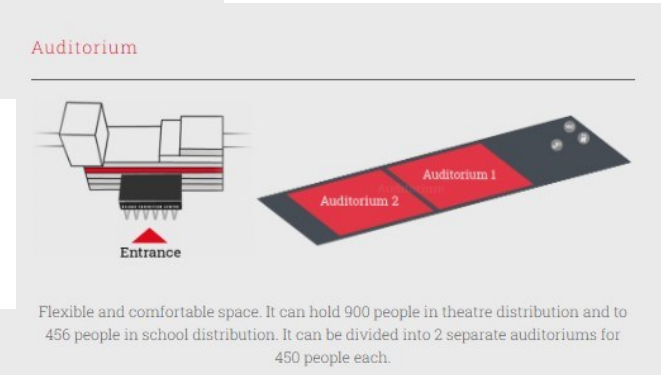 Auditorium
Auditorium 1
Auditorium
Auditorium 2
Entrance
Flexible and comfortable space. It can hold 900 people in theatre distribution and to
456 people in school distribution. It can be divided into 2 separate auditoriums for
450 people each.